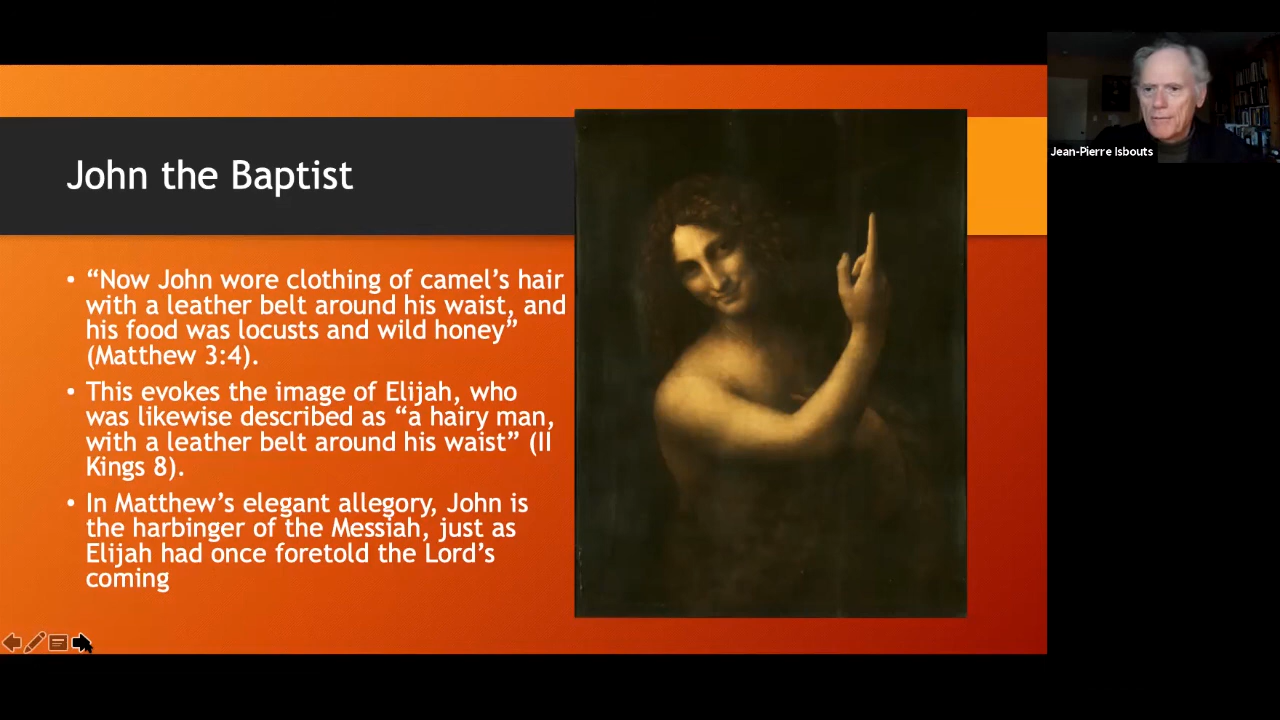 John the Baptist
• “Now John wore clothing of camel’s hair
with a leather belt around his waist, and
his food was locusts and wild honey”
(Matthew 3:4).
• This evokes the image of Elijah, who
was likewise described as “a hairy man,
with a leather belt around his waist” (II
Kings 8).
• In Matthew’s elegant allegory, John is
the harbinger of the Messiah, just as
Elijah had once foretold the Lord’s
coming
Jean-Pierre Isbouts